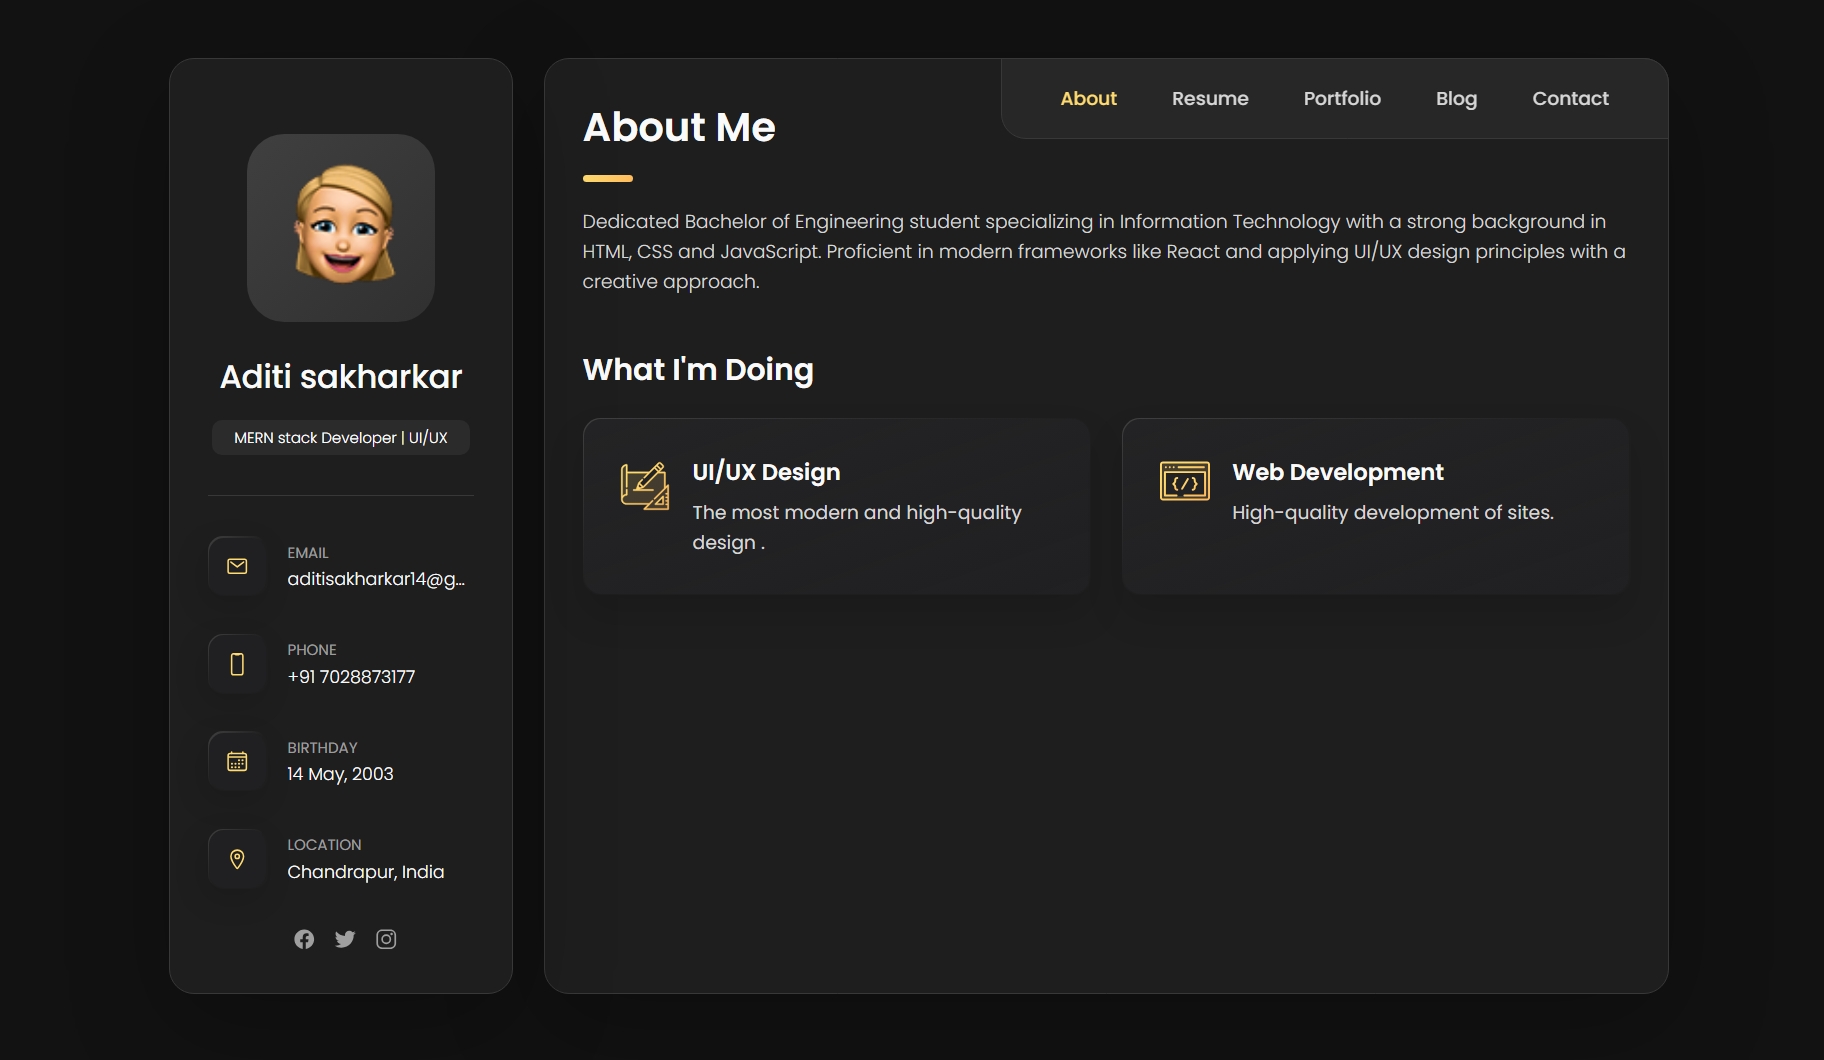 Aditi sakharkar
MERN stack Developer | UI/UX
EMAIL
aditisakharkar14@g...
PHONE
+91 7028873177
BIRTHDAY
14 May, 2003
LOCATION
Chandrapur, India
About Resume Portfolio Blog Contact
About Me
Dedicated Bachelor of Engineering student specializing in Information Technology with a strong background in
HTML, CSS and JavaScript. Proficient in modern frameworks like React and applying UI/UX design principles with a
creative approach.
What I'm Doing
UI/UX Design
The most modern and high-quality
design .
Web Development
High-quality development of sites.